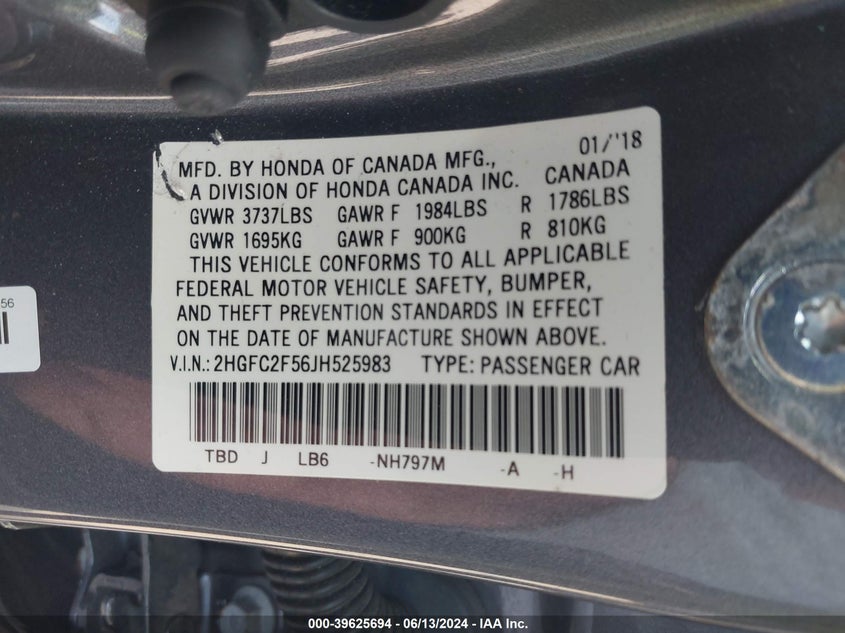 01/''18
MFD. BY HONDA OF CANADA MFG.,
A DIVISION OF HONDA CANADA INC. CANADA
GVWR 3737LBS GAWR F 1984LBS R 1786LBS
GVWR 1695KG GAWR F 900KG R 810KG
THIS VEHICLE CONFORMS TO ALL APPLICABLE
FEDERAL MOTOR VEHICLE SAFETY, BUMPER,
AND THEFT PREVENTION STANDARDS IN EFFECT
ON THE DATE OF MANUFACTURE SHOWN ABOVE.
V.I.N.: 2HGFC2F56JH525983 TYPE: PASSENGER CAR
TBD J LB6 -NH797M -A -H
56
000-39625694 - 06/13/2024 - IAA Inc.